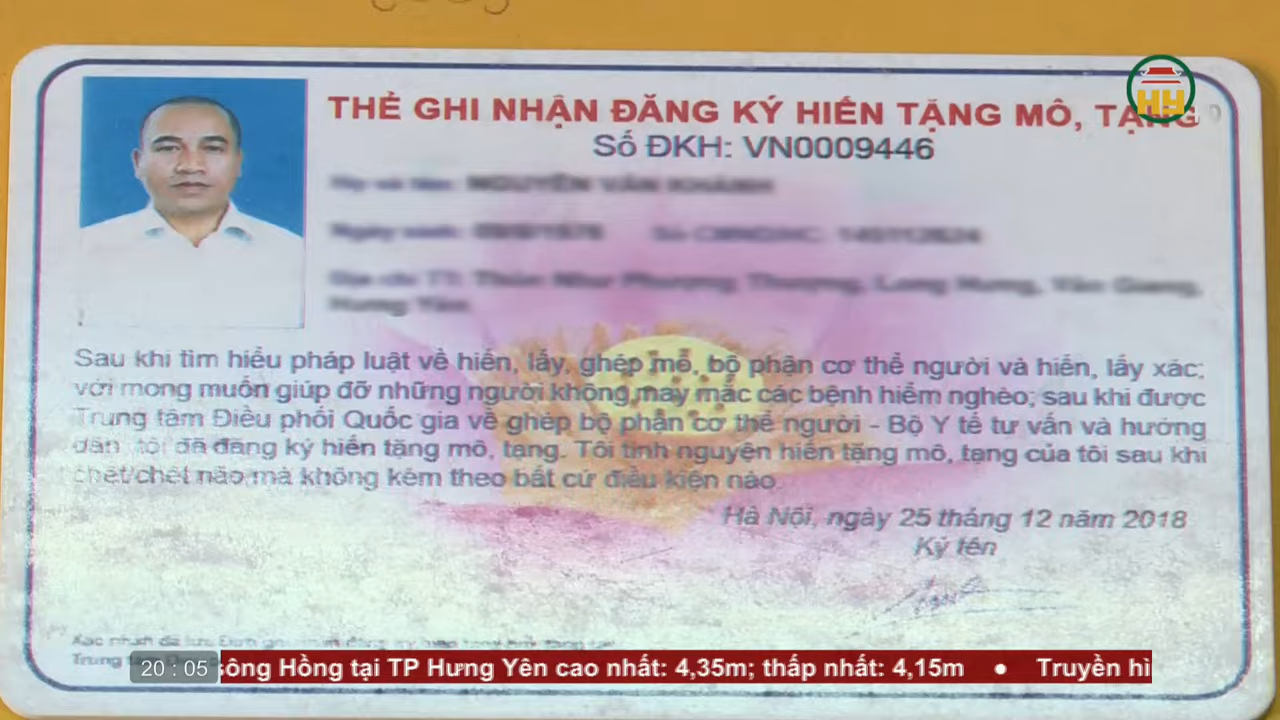 HY
THẺ GHI NHẬN ĐĂNG KÝ HIẾN TẶNG MÔ, TẠNG
Số ĐKH: VN0009446
Sau khi tìm hiểu pháp luật về hiến, lấy, ghép mô, bộ phận cơ thể người và hiến, lấy xác;
với mong muốn giúp đỡ những người không may mắc các bệnh hiểm nghèo; sau khi được
Trung tâm Điều phối Quốc gia về ghép bộ phận cơ thể người - Bộ Y tế tư vấn và hướng
dẫn, tôi đã đăng ký hiến tặng mô, tạng. Tôi tình nguyện hiến tặng mô, tạng của tôi sau khi
chết/chết não mà không kèm theo bất cứ điều kiện nào.
Hà Nội, ngày 25 tháng 12 năm 2018
Ký tên
Trung
20 : 05 sông Hồng tại TP Hưng Yên cao nhất: 4,35m; thấp nhất: 4,15m • Truyền hì